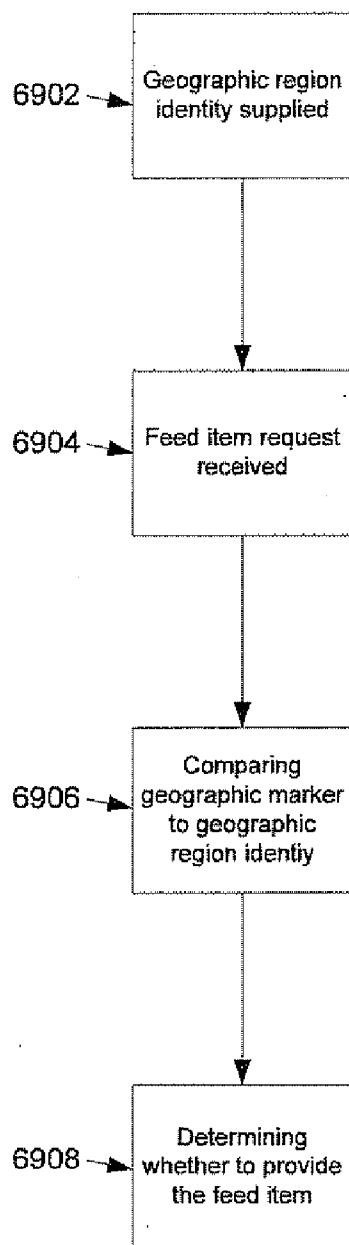 6902
Geographic region
identity supplied
6904
Feed item request
received
6906
Comparing
geographic marker
to geographic
region identiy
6908
Determining
whether to provide
the feed item